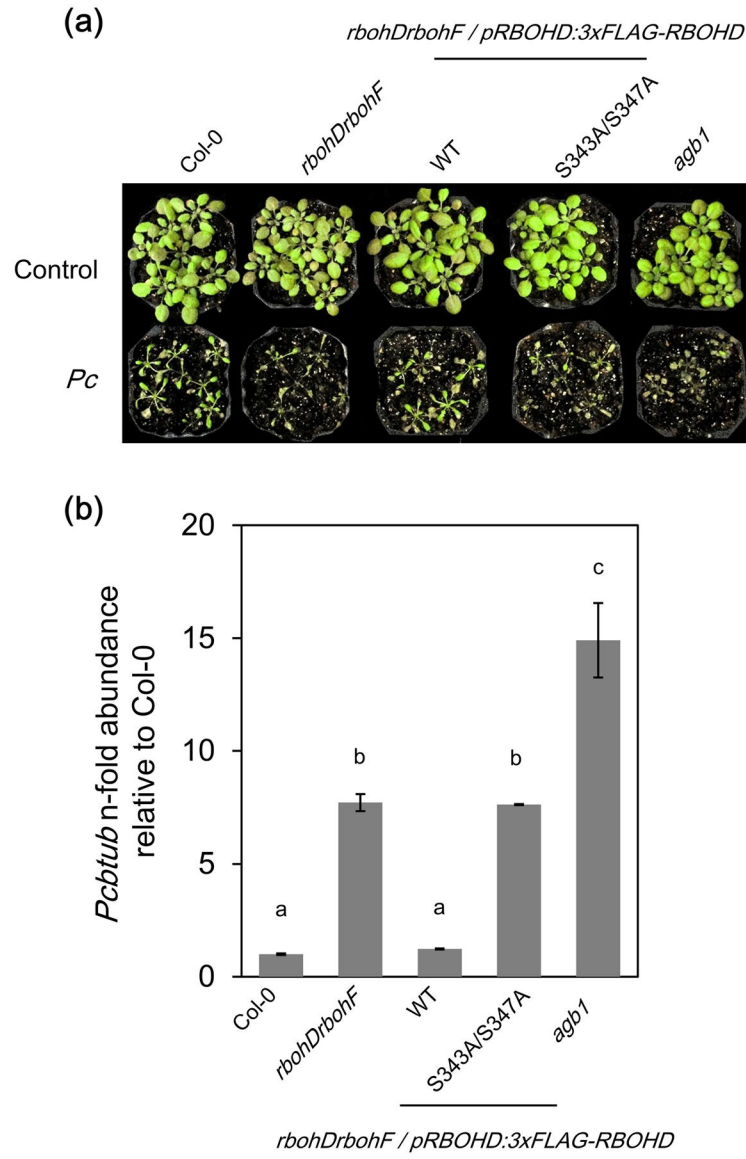 (a)
rbohDrbohF / pRBOHD:3xFLAG-RBOHD
Col-0
rbohDrbohF
WT
S343A/S347A
agb1
Control
Pc
(b)
Pcbtub n-fold abundance
relative to Col-0
20
15
10
5
0
a
b
a
b
c
Col-0
rbohDrbohF
WT
S343A/S347A
agb1
rbohDrbohF / pRBOHD:3xFLAG-RBOHD